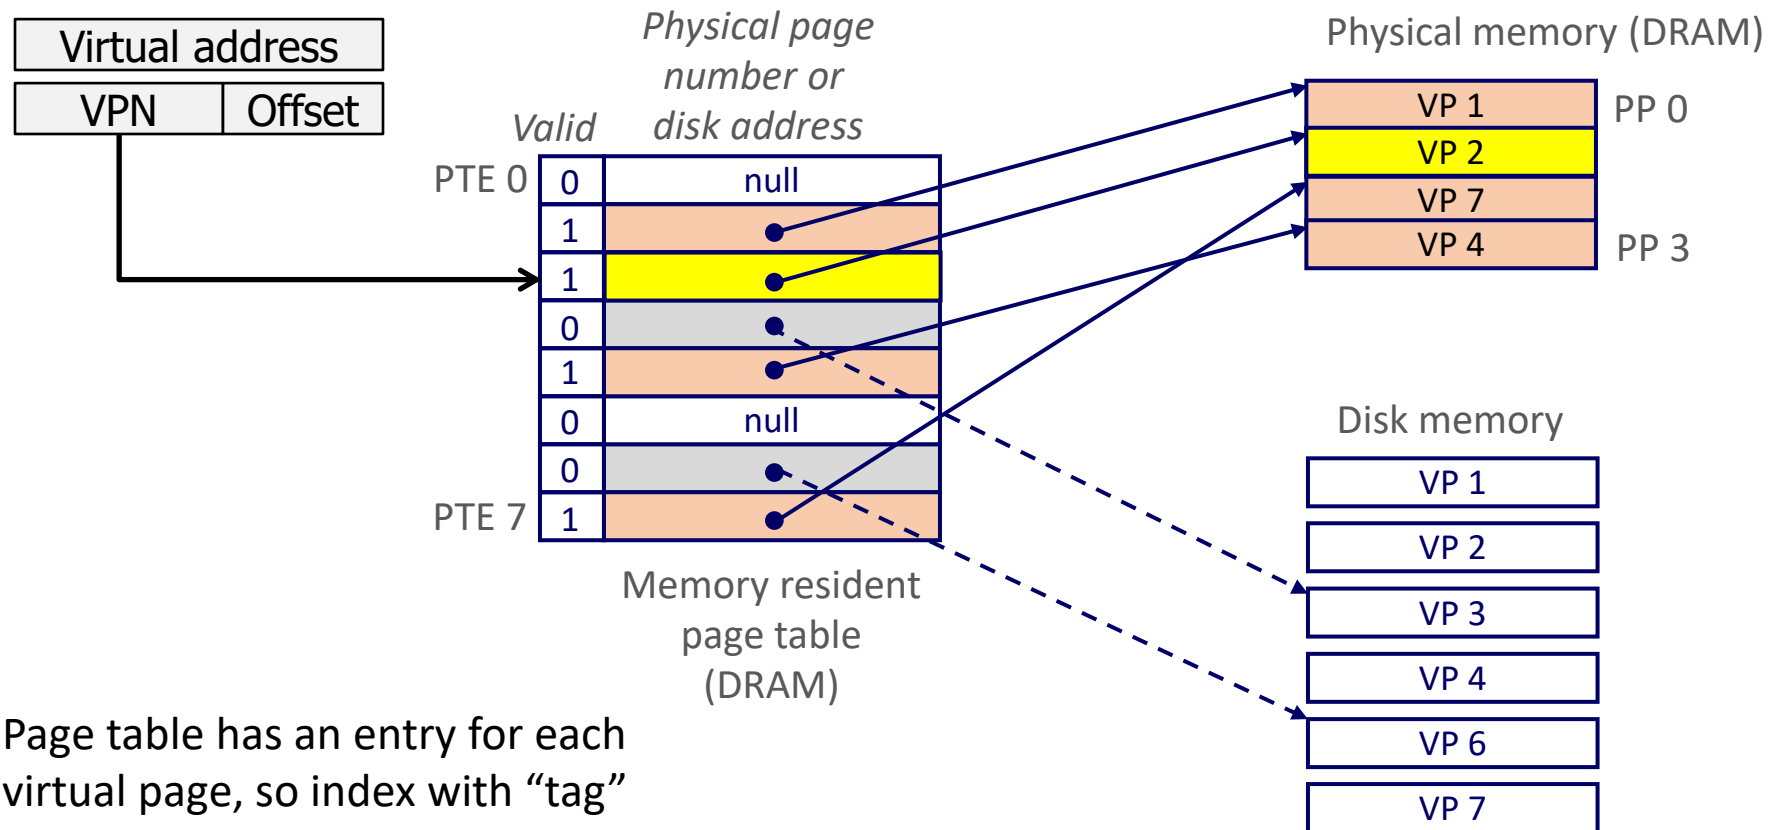 Virtual address
VPN Offset
Physical page
number or
disk address
Valid
PTE 0
0 null
1
1
0
1
0 null
0
PTE 7 1
Memory resident
page table
(DRAM)
Physical memory (DRAM)
VP 1 PP 0
VP 2
VP 7
VP 4 PP 3
Disk memory
VP 1
VP 2
VP 3
VP 4
VP 6
VP 7
Page table has an entry for each
virtual page, so index with “tag”